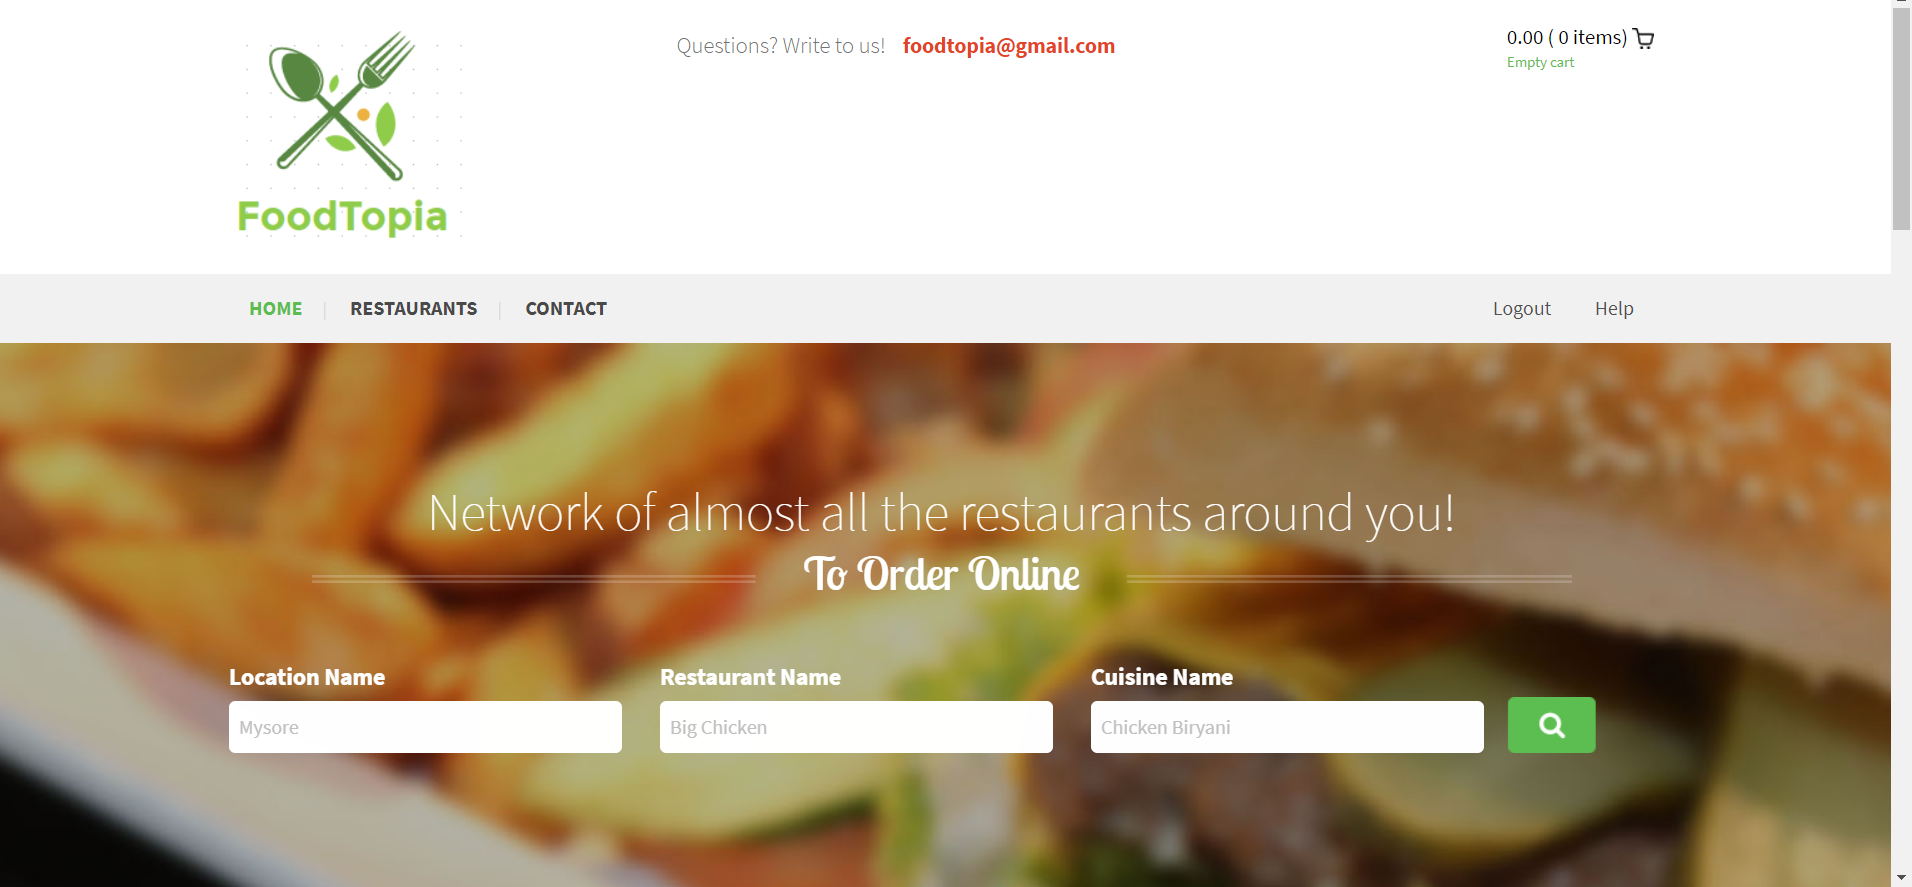 FoodTopia
Questions? Write to us! foodtopia@gmail.com
0.00 ( 0 items)
Empty cart
HOME | RESTAURANTS | CONTACT
Logout Help
Network of almost all the restaurants around you!
To Order Online
Location Name
Mysore
Restaurant Name
Big Chicken
Cuisine Name
Chicken Biryani